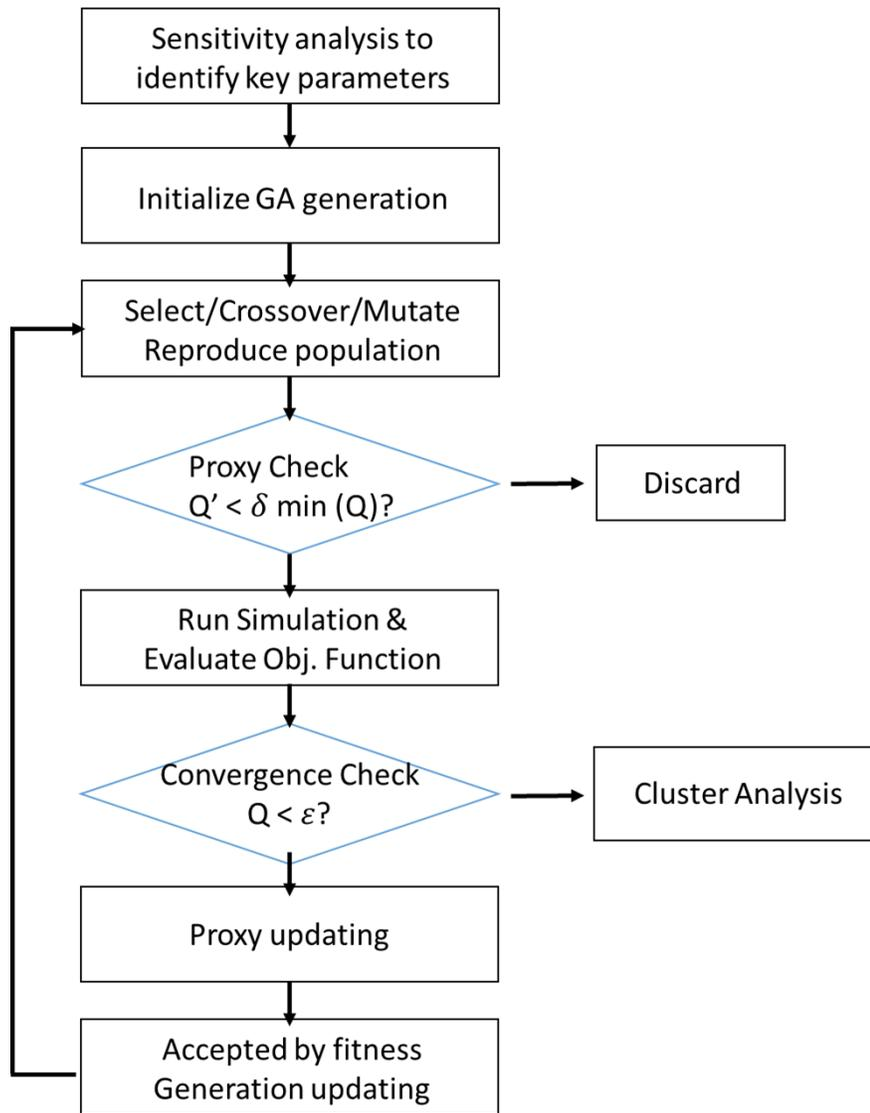 Sensitivity analysis to
identify key parameters
Initialize GA generation
Select/Crossover/Mutate
Reproduce population
Proxy Check
Q’ < δ min (Q)?
Discard
Run Simulation &
Evaluate Obj. Function
Convergence Check
Q < ε?
Cluster Analysis
Proxy updating
Accepted by fitness
Generation updating